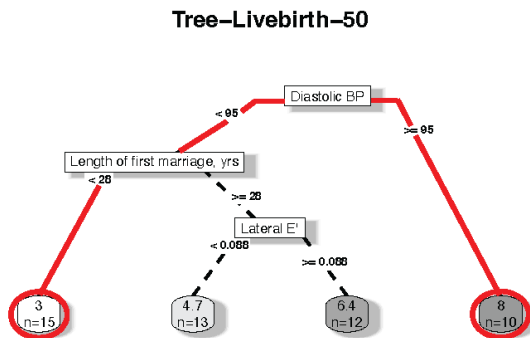 Tree–Livebirth–50
Diastolic BP
< 95
>= 95
Length of first marriage, yrs
< 28
>= 28
Lateral E'
< 0.088
>= 0.088
3
n=15
4.7
n=13
6.4
n=12
8
n=10